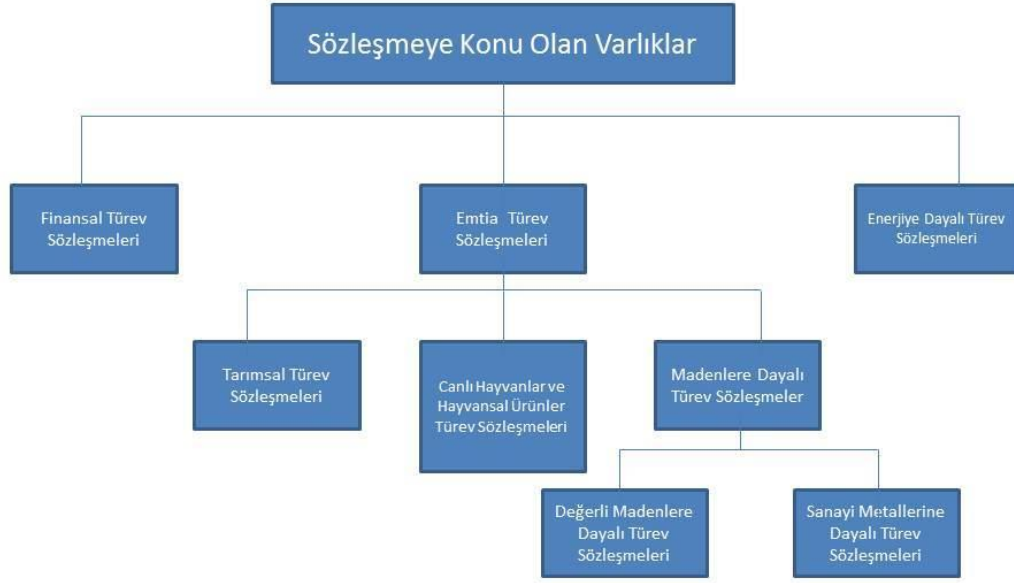 Sözleşmeye Konu Olan Varlıklar
Finansal Türev
Sözleşmeleri
Emtia Türev
Sözleşmeleri
Enerjiye Dayalı Türev
Sözleşmeleri
Tarımsal Türev
Sözleşmeleri
Canlı Hayvanlar ve
Hayvansal Ürünler
Türev Sözleşmeleri
Madenlere Dayalı
Türev Sözleşmeler
Değerli Madenlere
Dayalı Türev
Sözleşmeleri
Sanayi Metallerine
Dayalı Türev
Sözleşmeleri